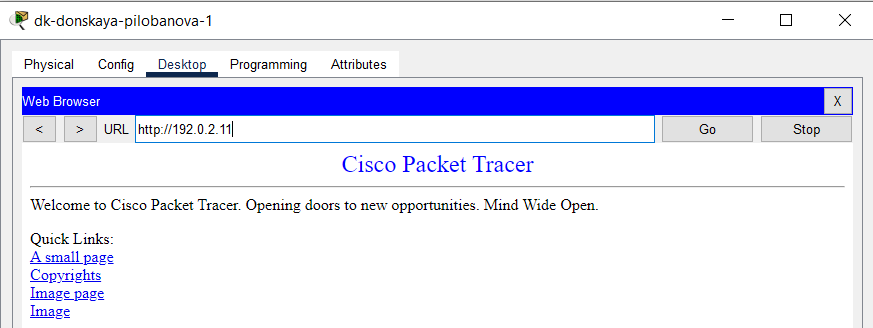 dk-donskaya-pilobanova-1
Physical Config Desktop Programming Attributes
Web Browser X
< > URL http://192.0.2.11 Go Stop
Cisco Packet Tracer
Welcome to Cisco Packet Tracer. Opening doors to new opportunities. Mind Wide Open.
Quick Links:
A small page
Copyrights
Image page
Image